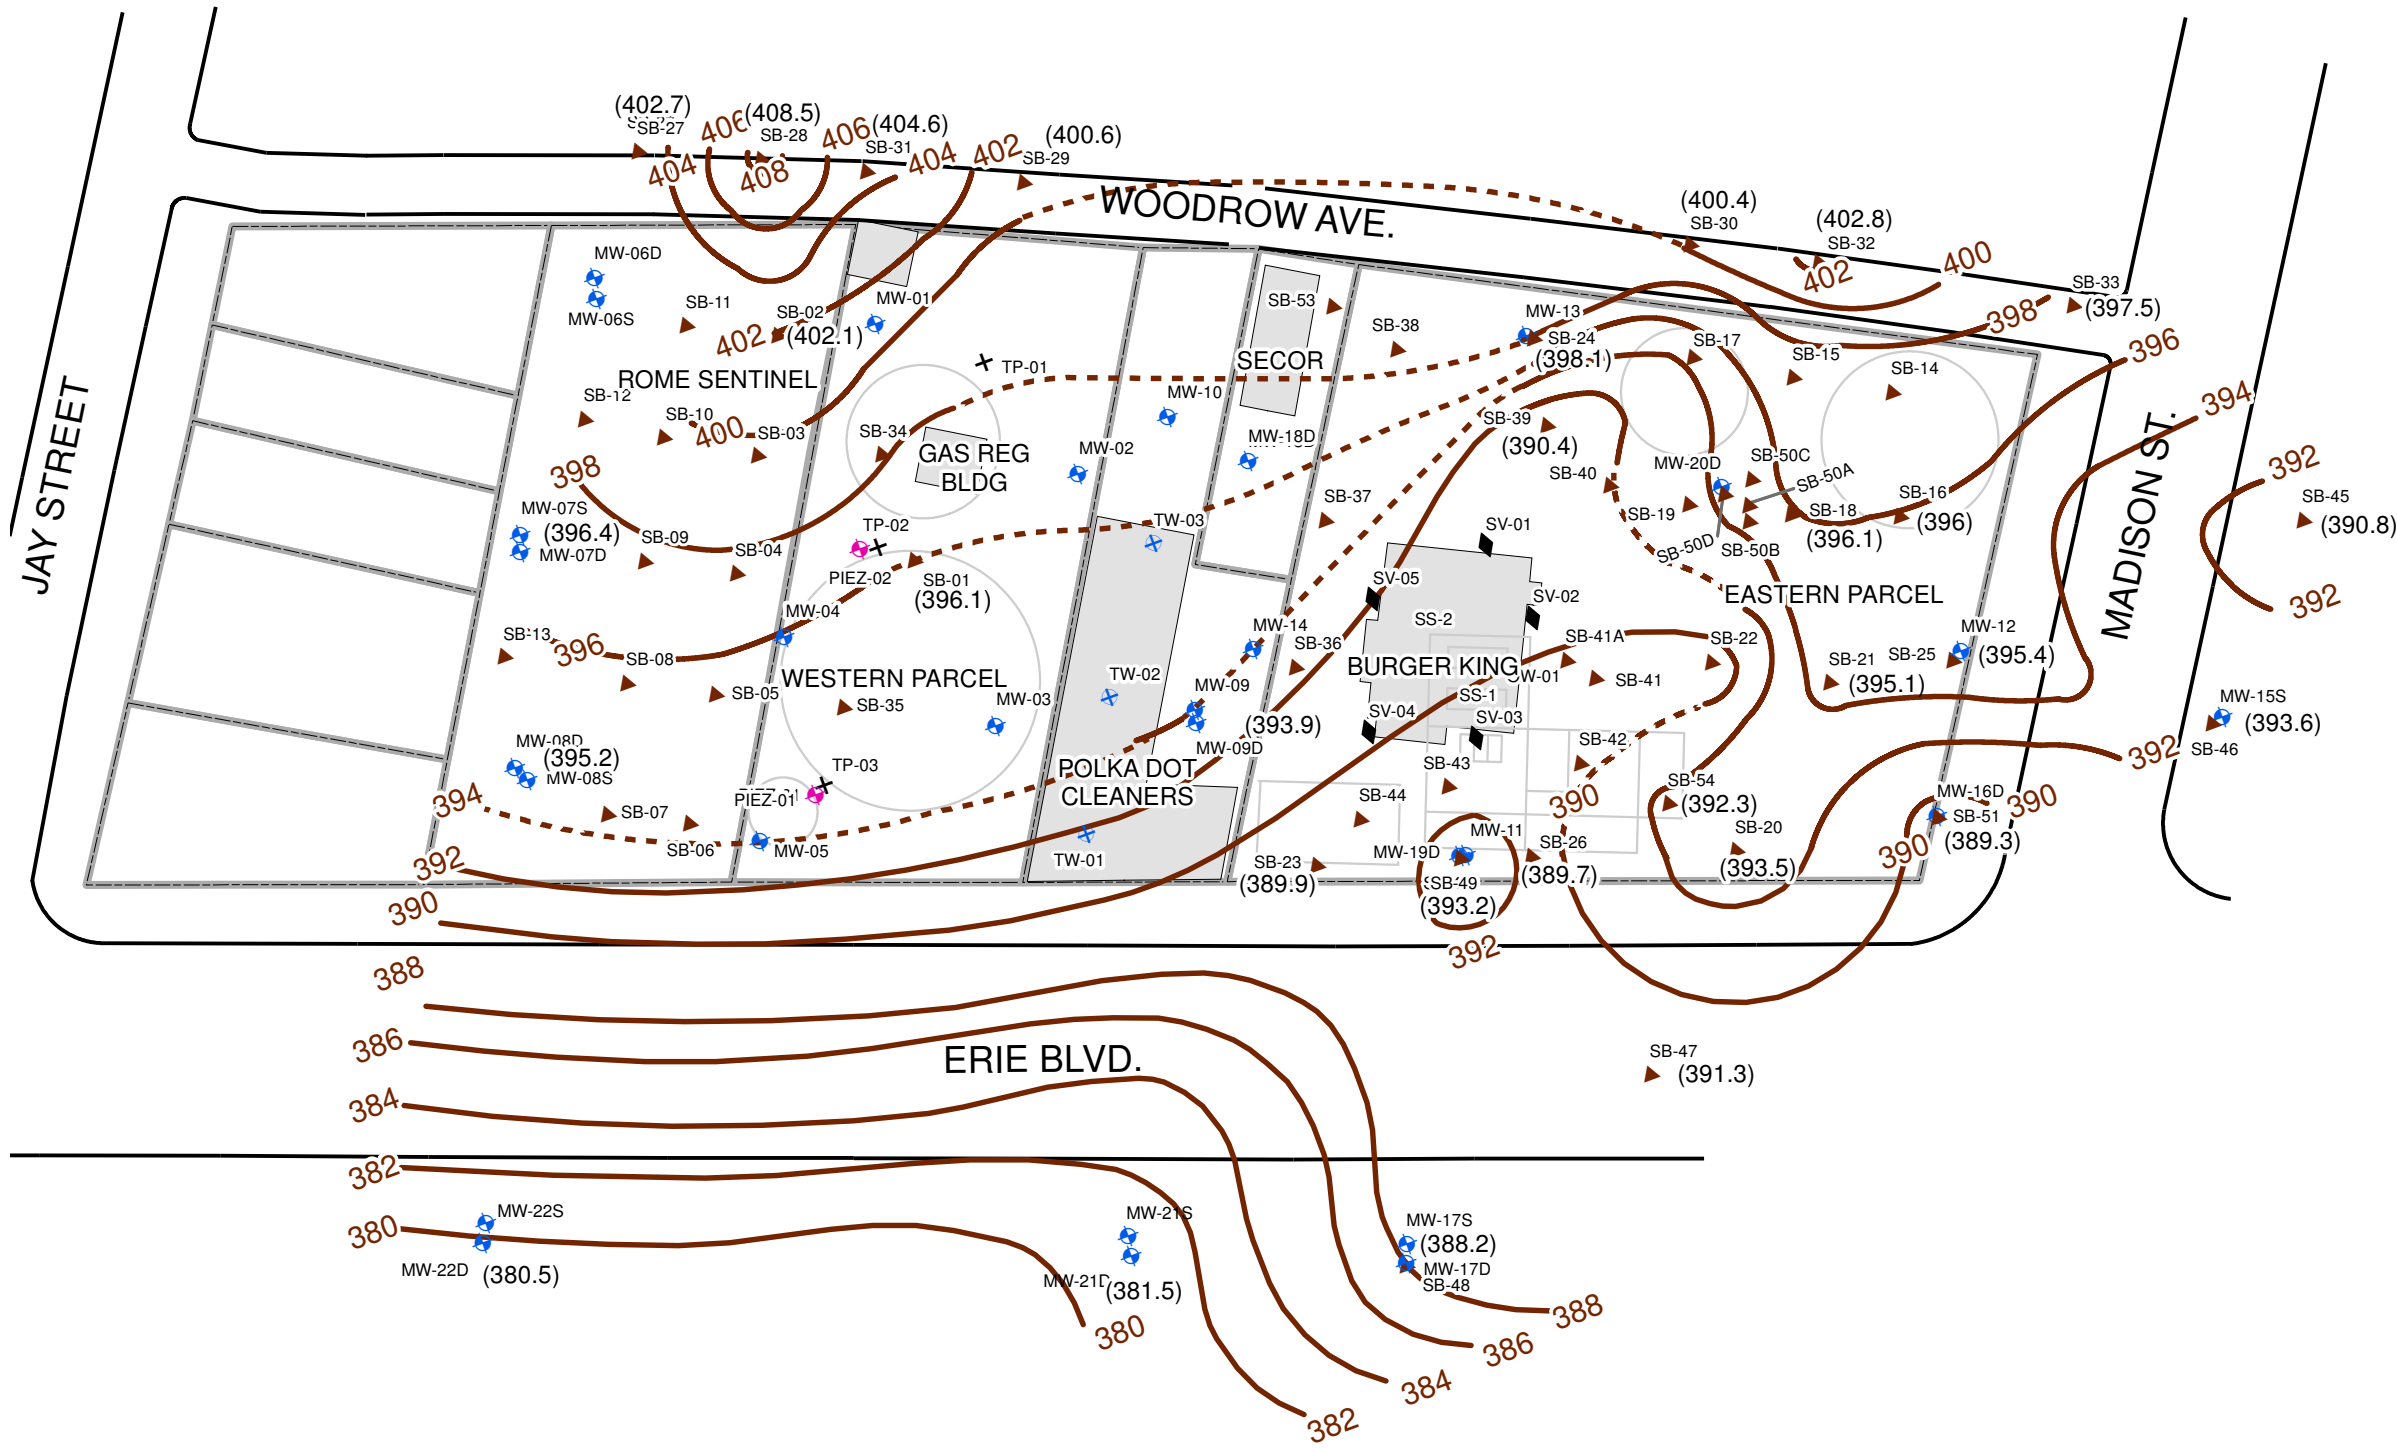 (402.7)
SB-27
406
(408.5)
SB-28
406
(404.6)
SB-31
404
408
404
402
(400.6)
SB-29
WOODROW AVE.
(400.4)
SB-30
(402.8)
SB-32
402
400
SB-33
(397.5)
398
396
MW-06D
MW-06S
SB-11
SB-02
(402.1)
402
MW-01
SB-53
SB-38
MW-13
SB-24
(398.1)
SB-17
SB-15
SB-14
394
JAY STREET
ROME SENTINEL
SB-12
SB-10
400
SB-03
TP-01
SECOR
MW-10
SB-34
GAS REG
BLDG
MW-02
MW-18D
SB-39
(390.4)
SB-40
MW-20D
SB-50C
SB-50A
SB-16
(396)
SB-18
(396.1)
SB-19
SB-50D
SB-50B
MADISON ST.
392
SB-45
(390.8)
392
398
MW-07S
(396.4)
MW-07D
SB-09
SB-04
TP-02
PIEZ-02
SB-01
(396.1)
TW-03
SB-37
SV-01
SV-05
SV-02
SS-2
EASTERN PARCEL
SB-13
396
SB-08
MW-04
MW-14
SB-36
BURGER KING
SB-41A
SB-41
SB-22
SB-21
(395.1)
SB-25
MW-12
(395.4)
WESTERN PARCEL
SB-05
SB-35
MW-03
TW-02
MW-09
(393.9)
MW-09D
SS-1
SV-04
SV-03
SB-42
MW-15S
(393.6)
SB-46
392
MW-08D
(395.2)
MW-08S
394
SB-07
SB-06
PIEZ-01
TP-03
MW-05
POLKA DOT
CLEANERS
TW-01
SB-43
SB-44
390
SB-54
(392.3)
SB-20
(393.5)
MW-16D
390
SB-51
(389.3)
390
392
390
SB-23
(389.9)
MW-11
MW-19D
SB-49
(393.2)
392
SB-26
(389.7)
388
386
384
382
380
ERIE BLVD.
SB-47
(391.3)
MW-22S
MW-22D
(380.5)
MW-21S
MW-21D
(381.5)
MW-17S
(388.2)
MW-17D
SB-48
380
388
386
384
382